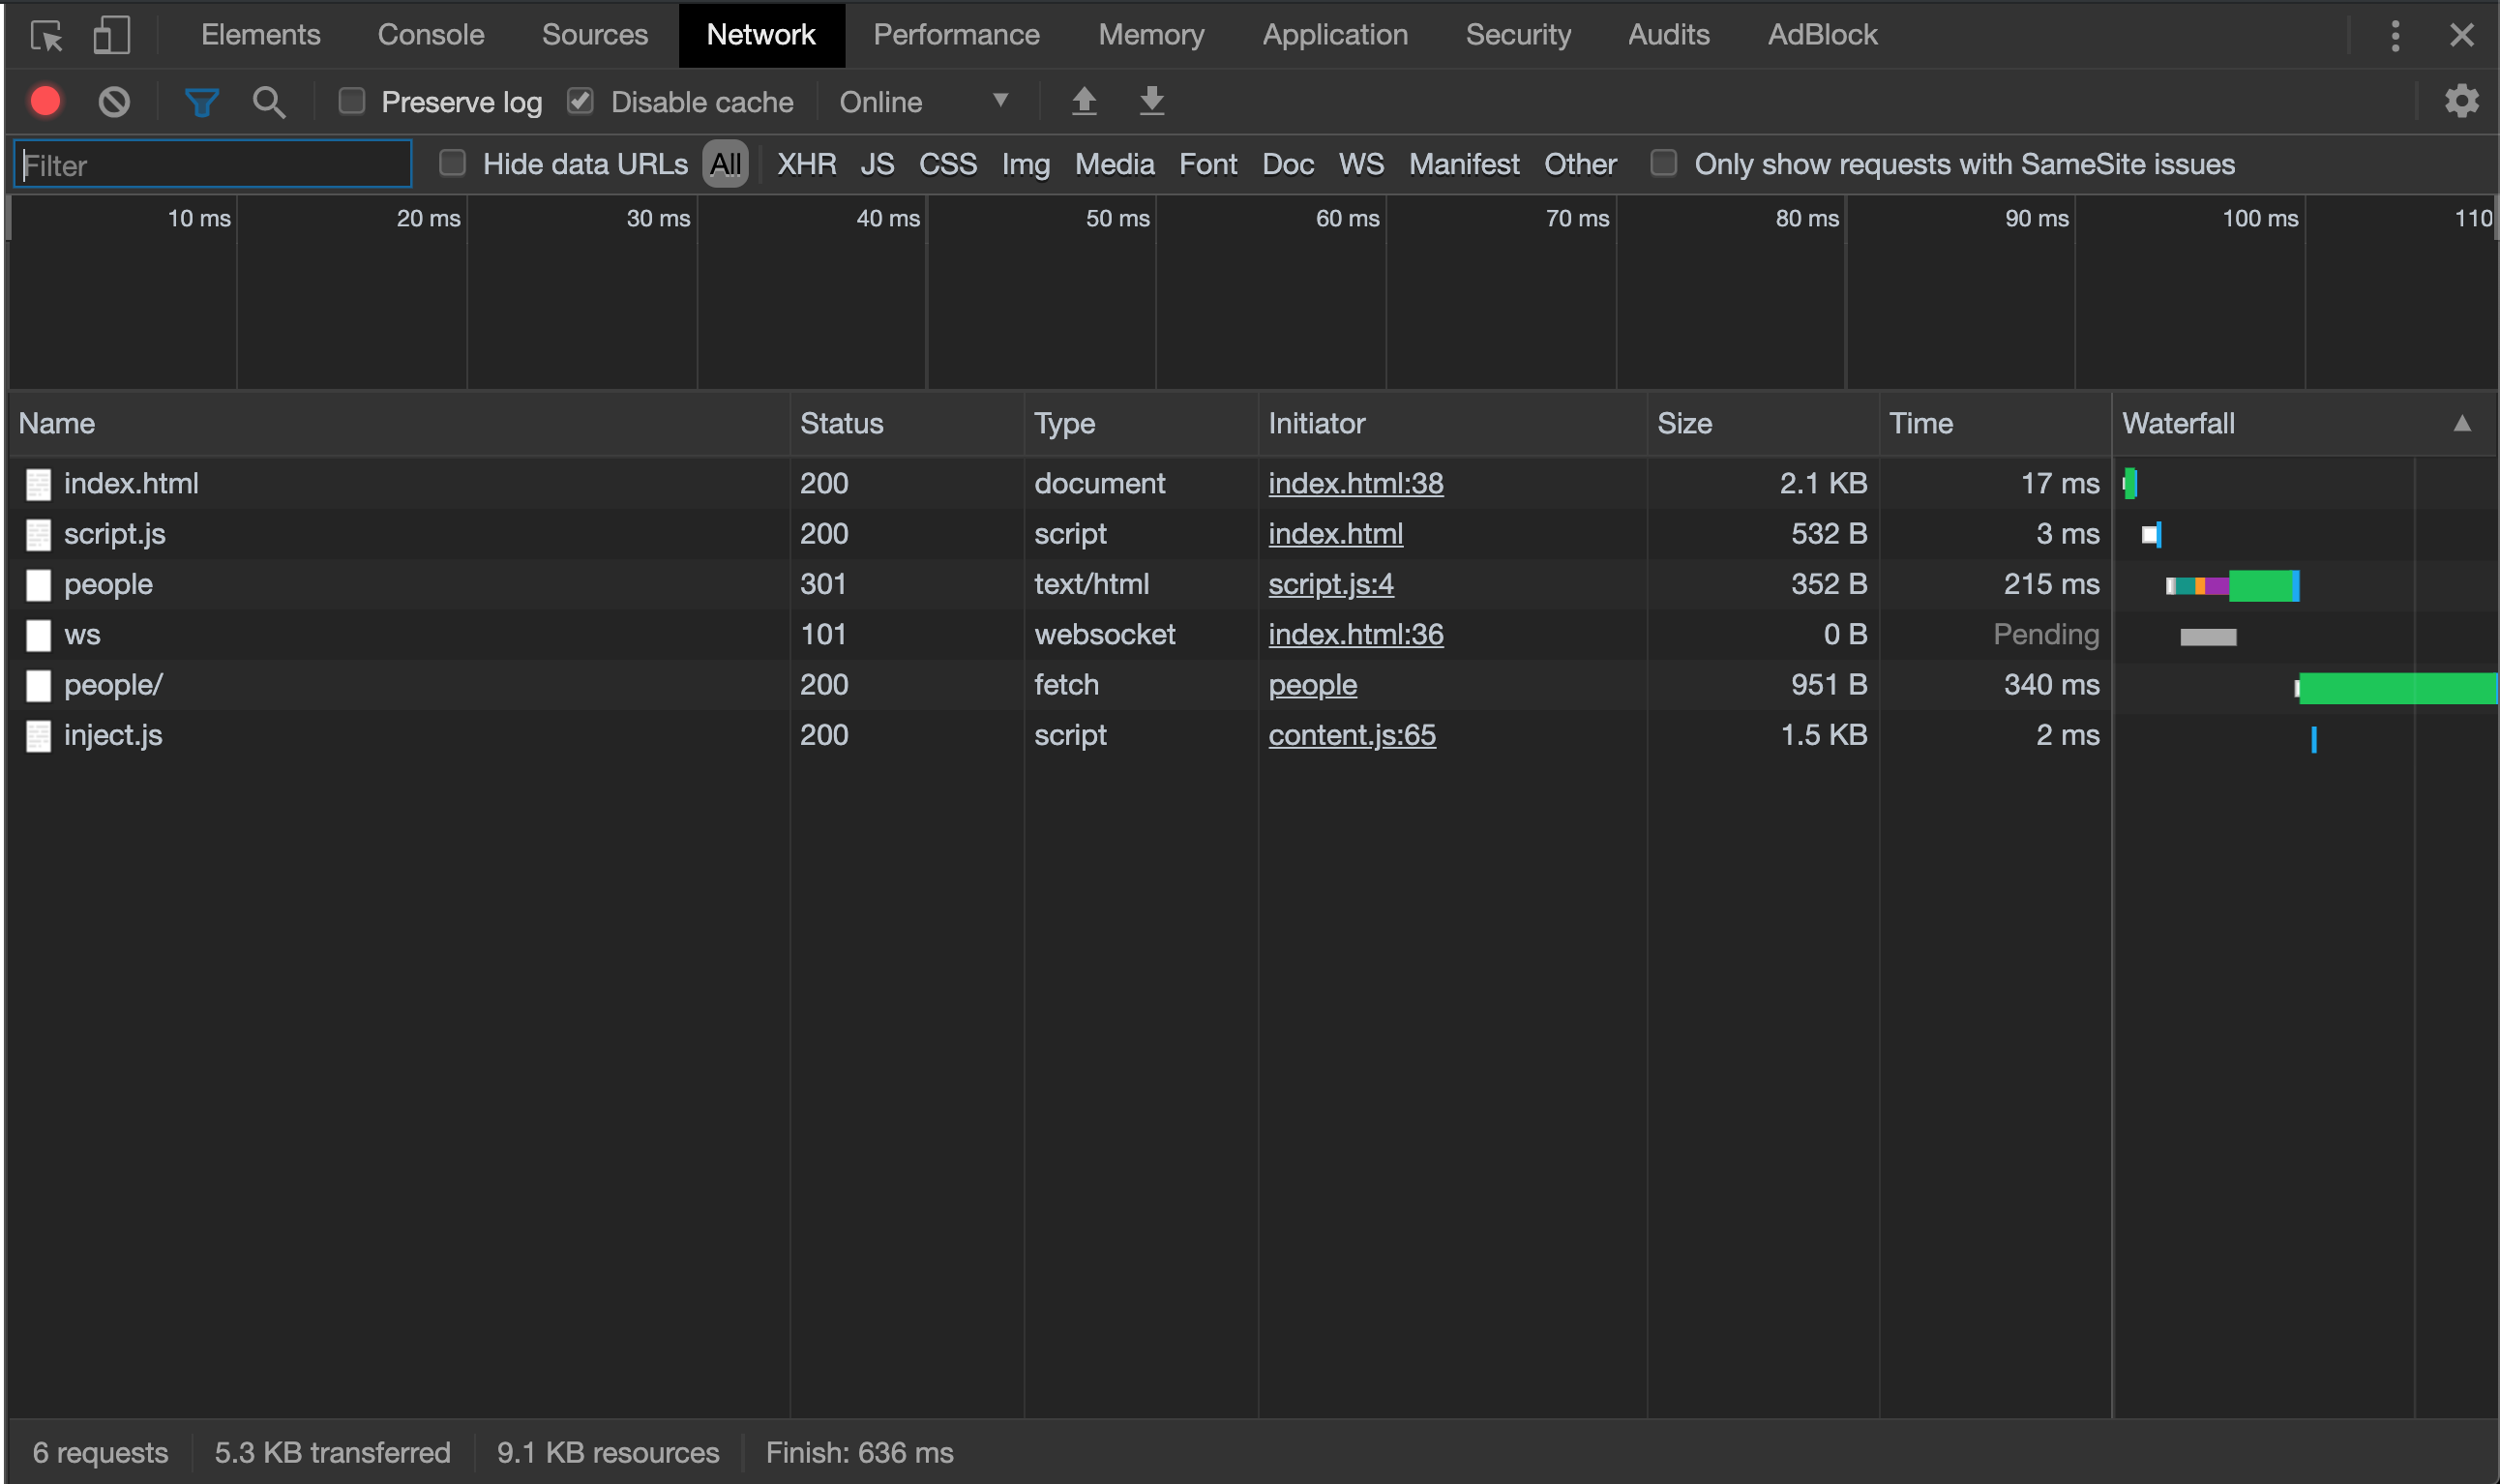 Elements Console Sources Network Performance Memory Application Security Audits AdBlock
Preserve log Disable cache Online
Filter Hide data URLs All XHR JS CSS Img Media Font Doc WS Manifest Other Only show requests with SameSite issues
10 ms 20 ms 30 ms 40 ms 50 ms 60 ms 70 ms 80 ms 90 ms 100 ms 110
Name Status Type Initiator Size Time Waterfall
index.html 200 document index.html:38 2.1 KB 17 ms
script.js 200 script index.html 532 B 3 ms
people 301 text/html script.js:4 352 B 215 ms
ws 101 websocket index.html:36 0 B Pending
people/ 200 fetch people 951 B 340 ms
inject.js 200 script content.js:65 1.5 KB 2 ms
6 requests 5.3 KB transferred 9.1 KB resources Finish: 636 ms